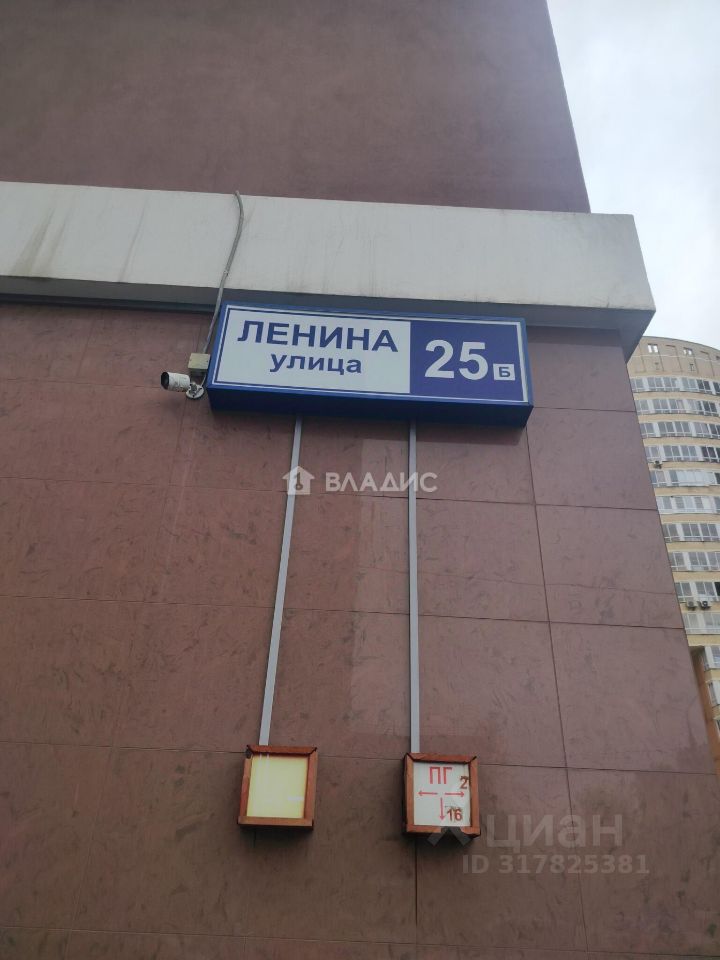 ЛЕНИНА
улица
25 Б
ВЛАДИС
ПГ 2
16
циан
ID 317825381